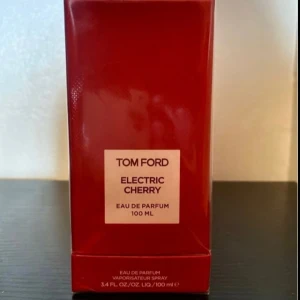 TOM FORD
ELECTRIC
CHERRY
EAU DE PARFUM
100 ML
EAU DE PARFUM
VAPORISATEUR SPRAY
3.4 FL. OZ./OZ. LIQ./100 ml ℮